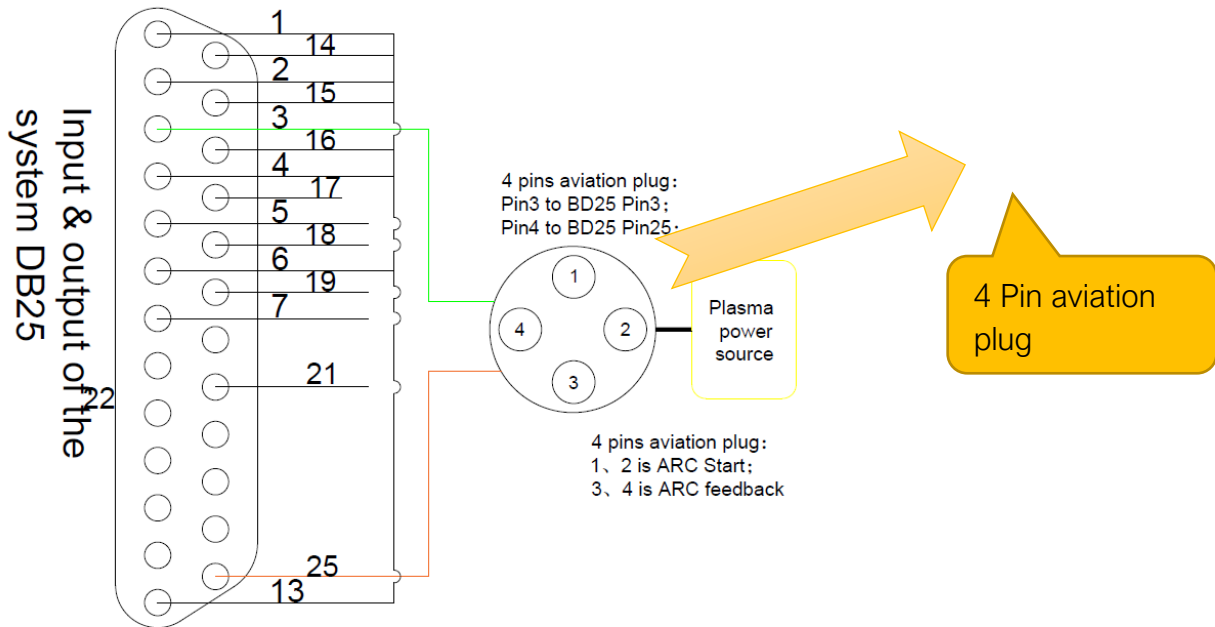 Input & output of the
system DB25
1
14
2
15
3
16
4
17
5
18
6
19
7
21
22
25
13
4 pins aviation plug：
Pin3 to BD25 Pin3；
Pin4 to BD25 Pin25；
1
4
2
3
Plasma
power
source
4 pins aviation plug：
1、2 is ARC Start；
3、4 is ARC feedback
4 Pin aviation
plug